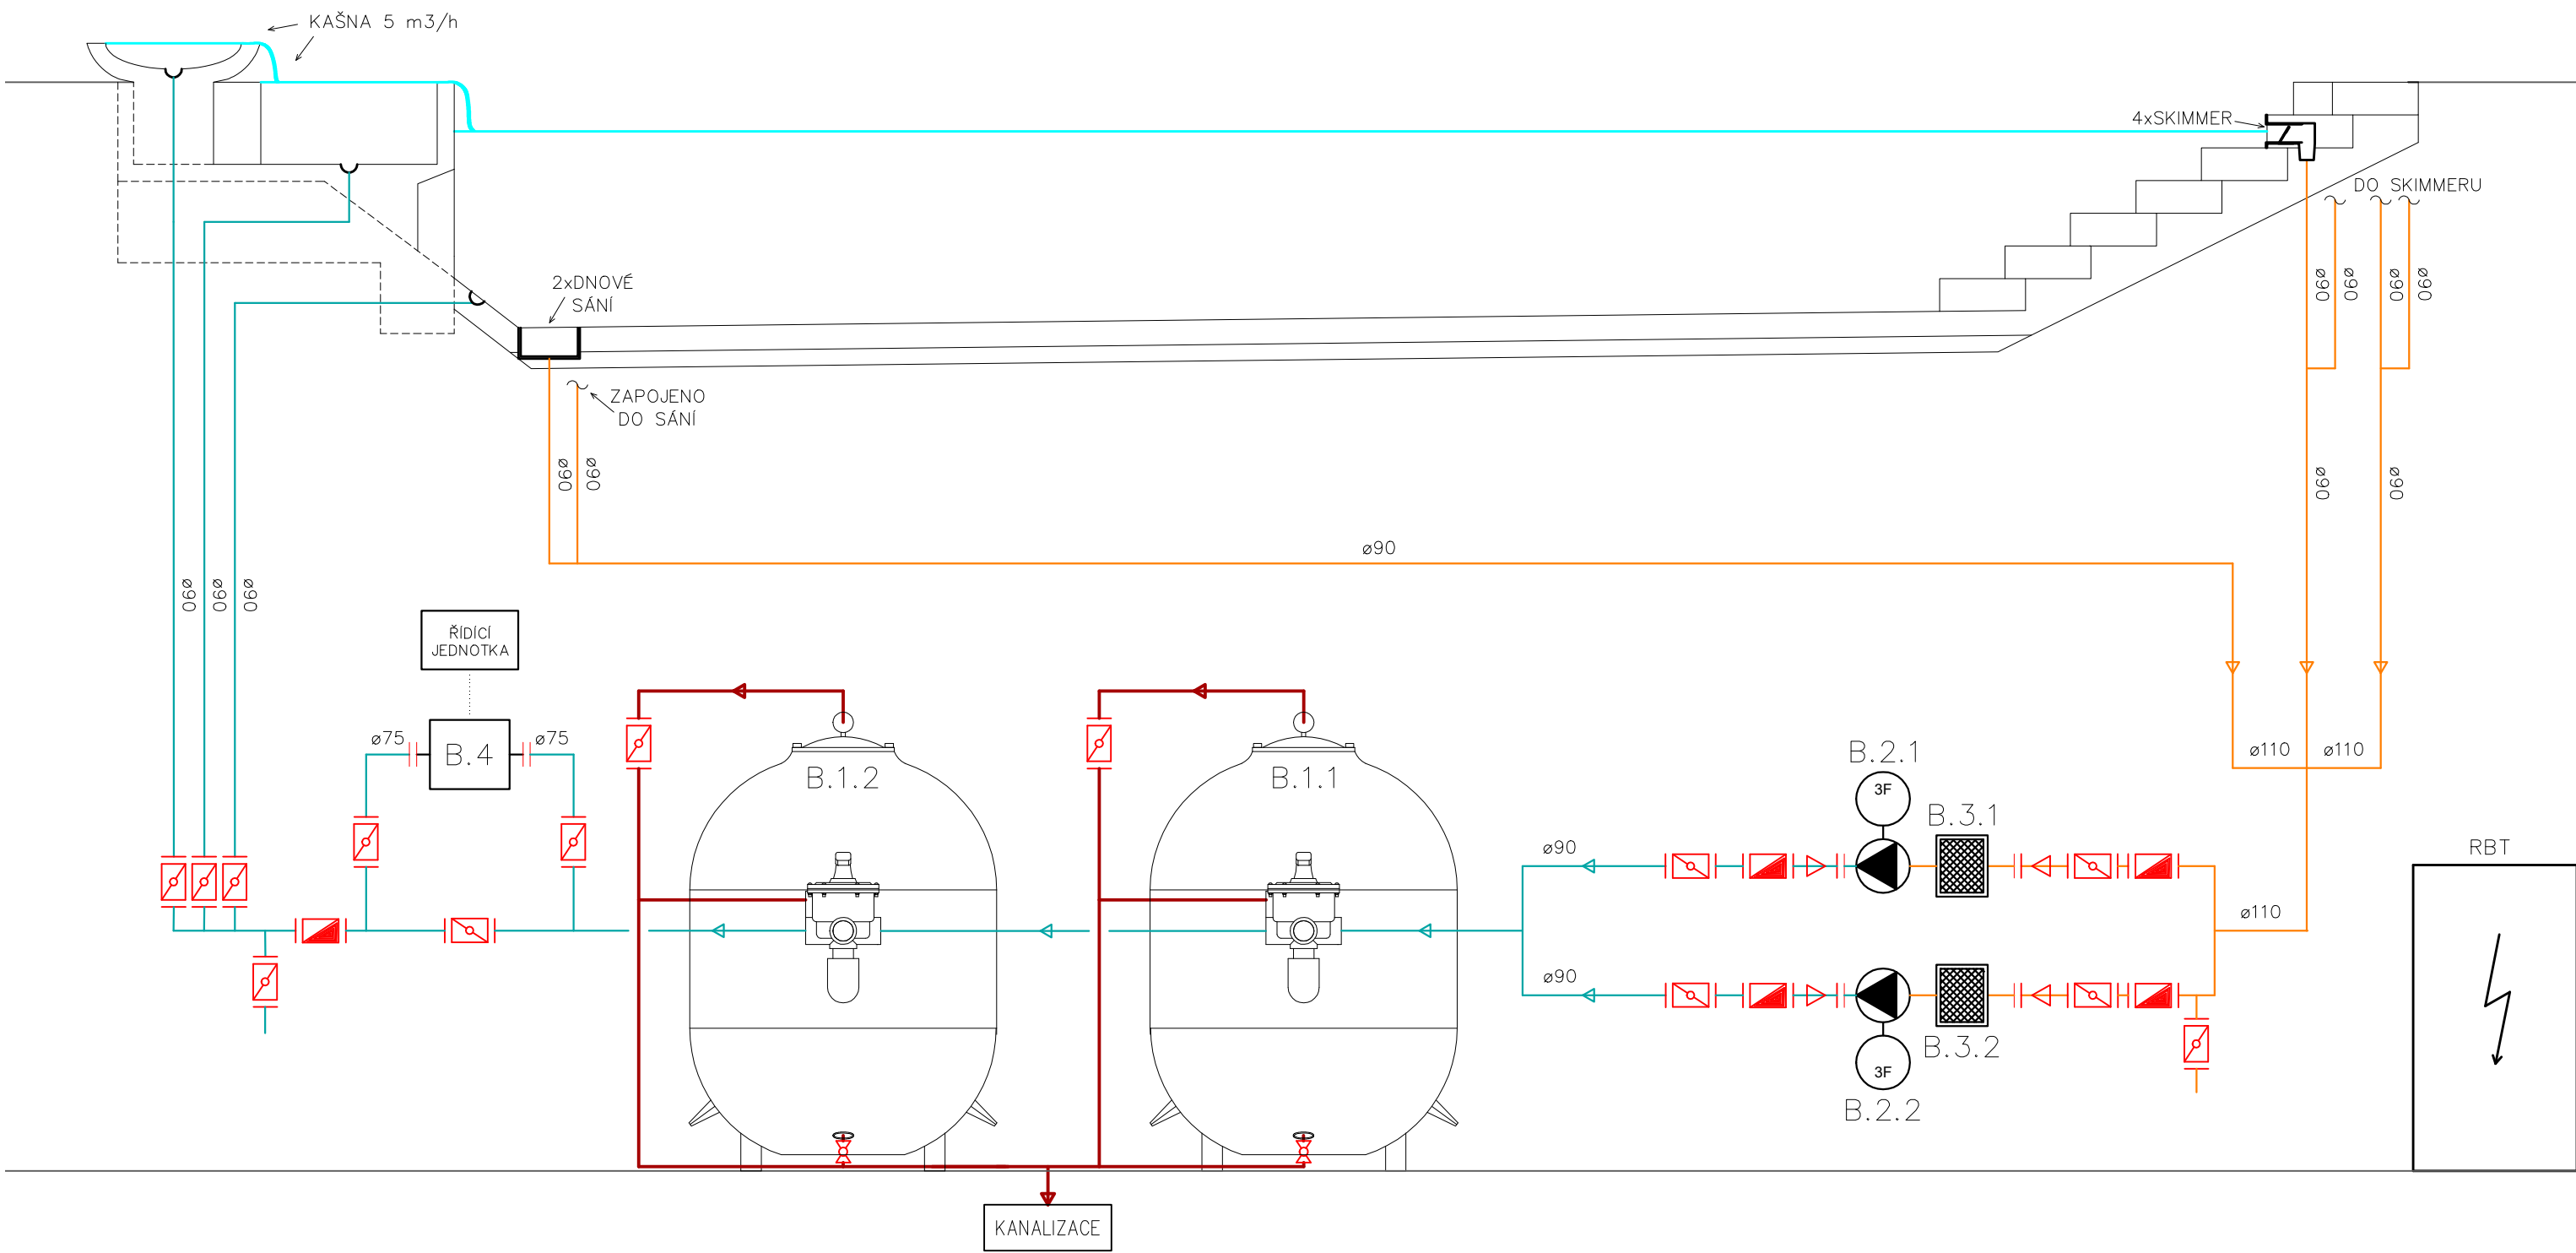 KAŠNA 5 m3/h
4xSKIMMER
DO SKIMMERU
2xDNOVÉ
SÁNÍ
ø90
ø90
ø90
ø90
ZAPOJENO
DO SÁNÍ
ø90
ø90
ø90
ø90
ø90
ø90
ø90
ø90
ŘÍDÍCÍ
JEDNOTKA
ø75
B.4
ø75
B.1.2
B.1.1
B.2.1
3F
B.3.1
ø110
ø110
ø90
RBT
ø110
ø90
B.3.2
3F
B.2.2
KANALIZACE